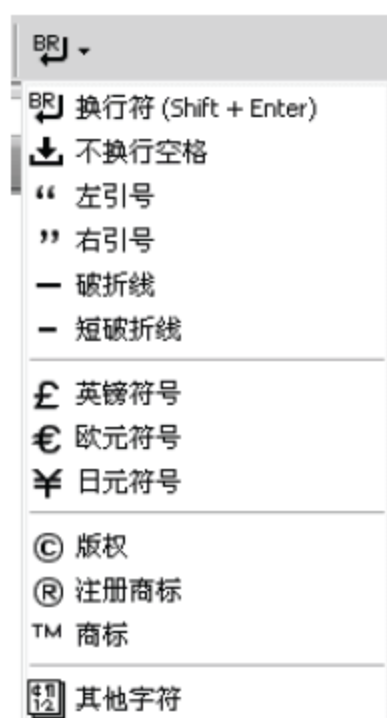 BR
BR 换行符 (Shift + Enter)
不换行空格
“ 左引号
” 右引号
— 破折线
– 短破折线
£ 英镑符号
€ 欧元符号
¥ 日元符号
© 版权
® 注册商标
TM 商标
其他字符